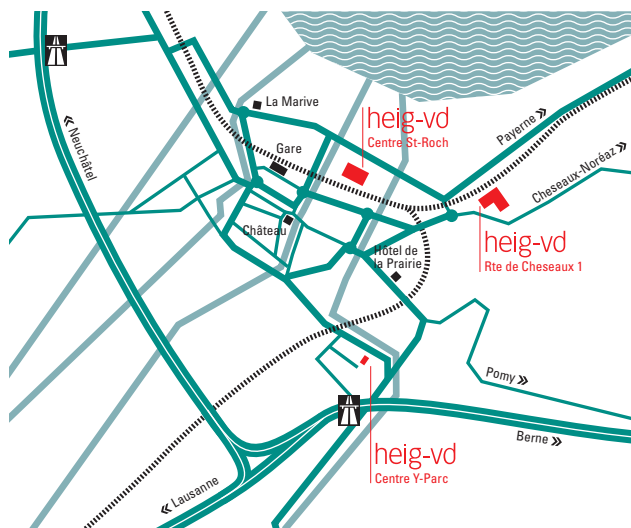 La Marive
heig-vd
Centre St-Roch
Payerne »
« Neuchâtel
Gare
Cheseaux-Noréaz »
Château
Hôtel de
la Prairie
heig-vd
Rte de Cheseaux 1
Pomy »
Berne »
heig-vd
Centre Y-Parc
« Lausanne